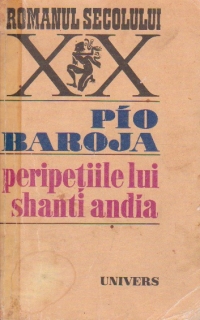 ROMANUL SECOLULUI
XX
PÍO
BAROJA
peripețiile lui
shanti andia
UNIVERS